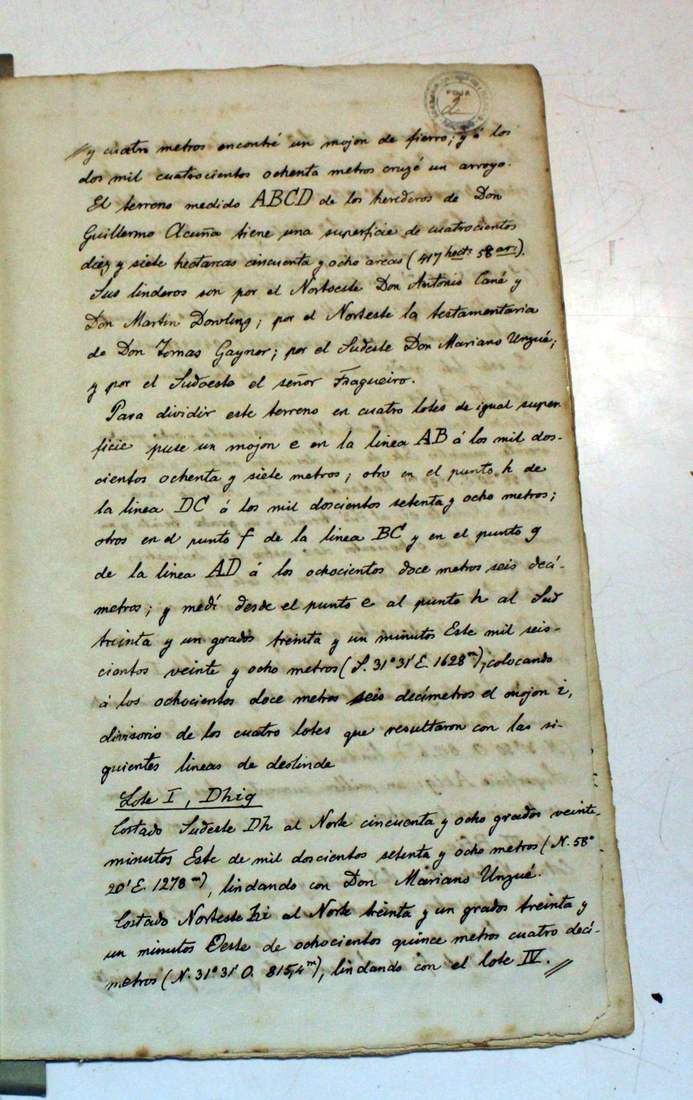 FOJA
2
y cuatro metros encontré un mojon de fierro; y á los
dos mil cuatrocientos ochenta metros cruzé un arroyo.
El terreno medido ABCD de los herederos de Don
Guillermo Acuña tiene una superficie de cuatrocientos
diez y siete hectareas cincuenta y ocho areas (417 hect. 58 ars.).
Sus linderos son por el Noroeste Don Antonio Cané y
Don Martin Dowling; por el Noreste la testamentaria
de Don Tomas Gaynor; por el Sudeste Don Mariano Unzué;
y por el Sudoeste el señor Fragueiro.
Para dividir este terreno en cuatro lotes de igual super-
ficie puse un mojon e en la linea AB á los mil dos-
cientos ochenta y siete metros; otro en el punto h de
la linea DC á los mil doscientos setenta y ocho metros;
otros en el punto f de la linea BC y en el punto g
de la linea AD á los ochocientos doce metros seis decí-
metros; y medí desde el punto e al punto h al Sud
treinta y un grados treinta y un minutos Este mil seis-
cientos veinte y ocho metros (S. 31° 31' E. 1628 m), colocando
á los ochocientos doce metros seis decímetros el mojon i,
divisorio de los cuatro lotes que resultaron con las si-
guientes lineas de deslinde
Lote I, Dhig
Costado Sudeste Dh al Norte cincuenta y ocho grados veinte
minutos Este de mil doscientos setenta y ocho metros (N. 58°
20' E. 1278 m), lindando con Don Mariano Unzué.
Costado Noreste hi al Norte treinta y un grados treinta y
un minutos Oeste de ochocientos quince metros cuatro decí-
metros (N. 31° 31' O. 815,4 m), lindando con el lote IV.